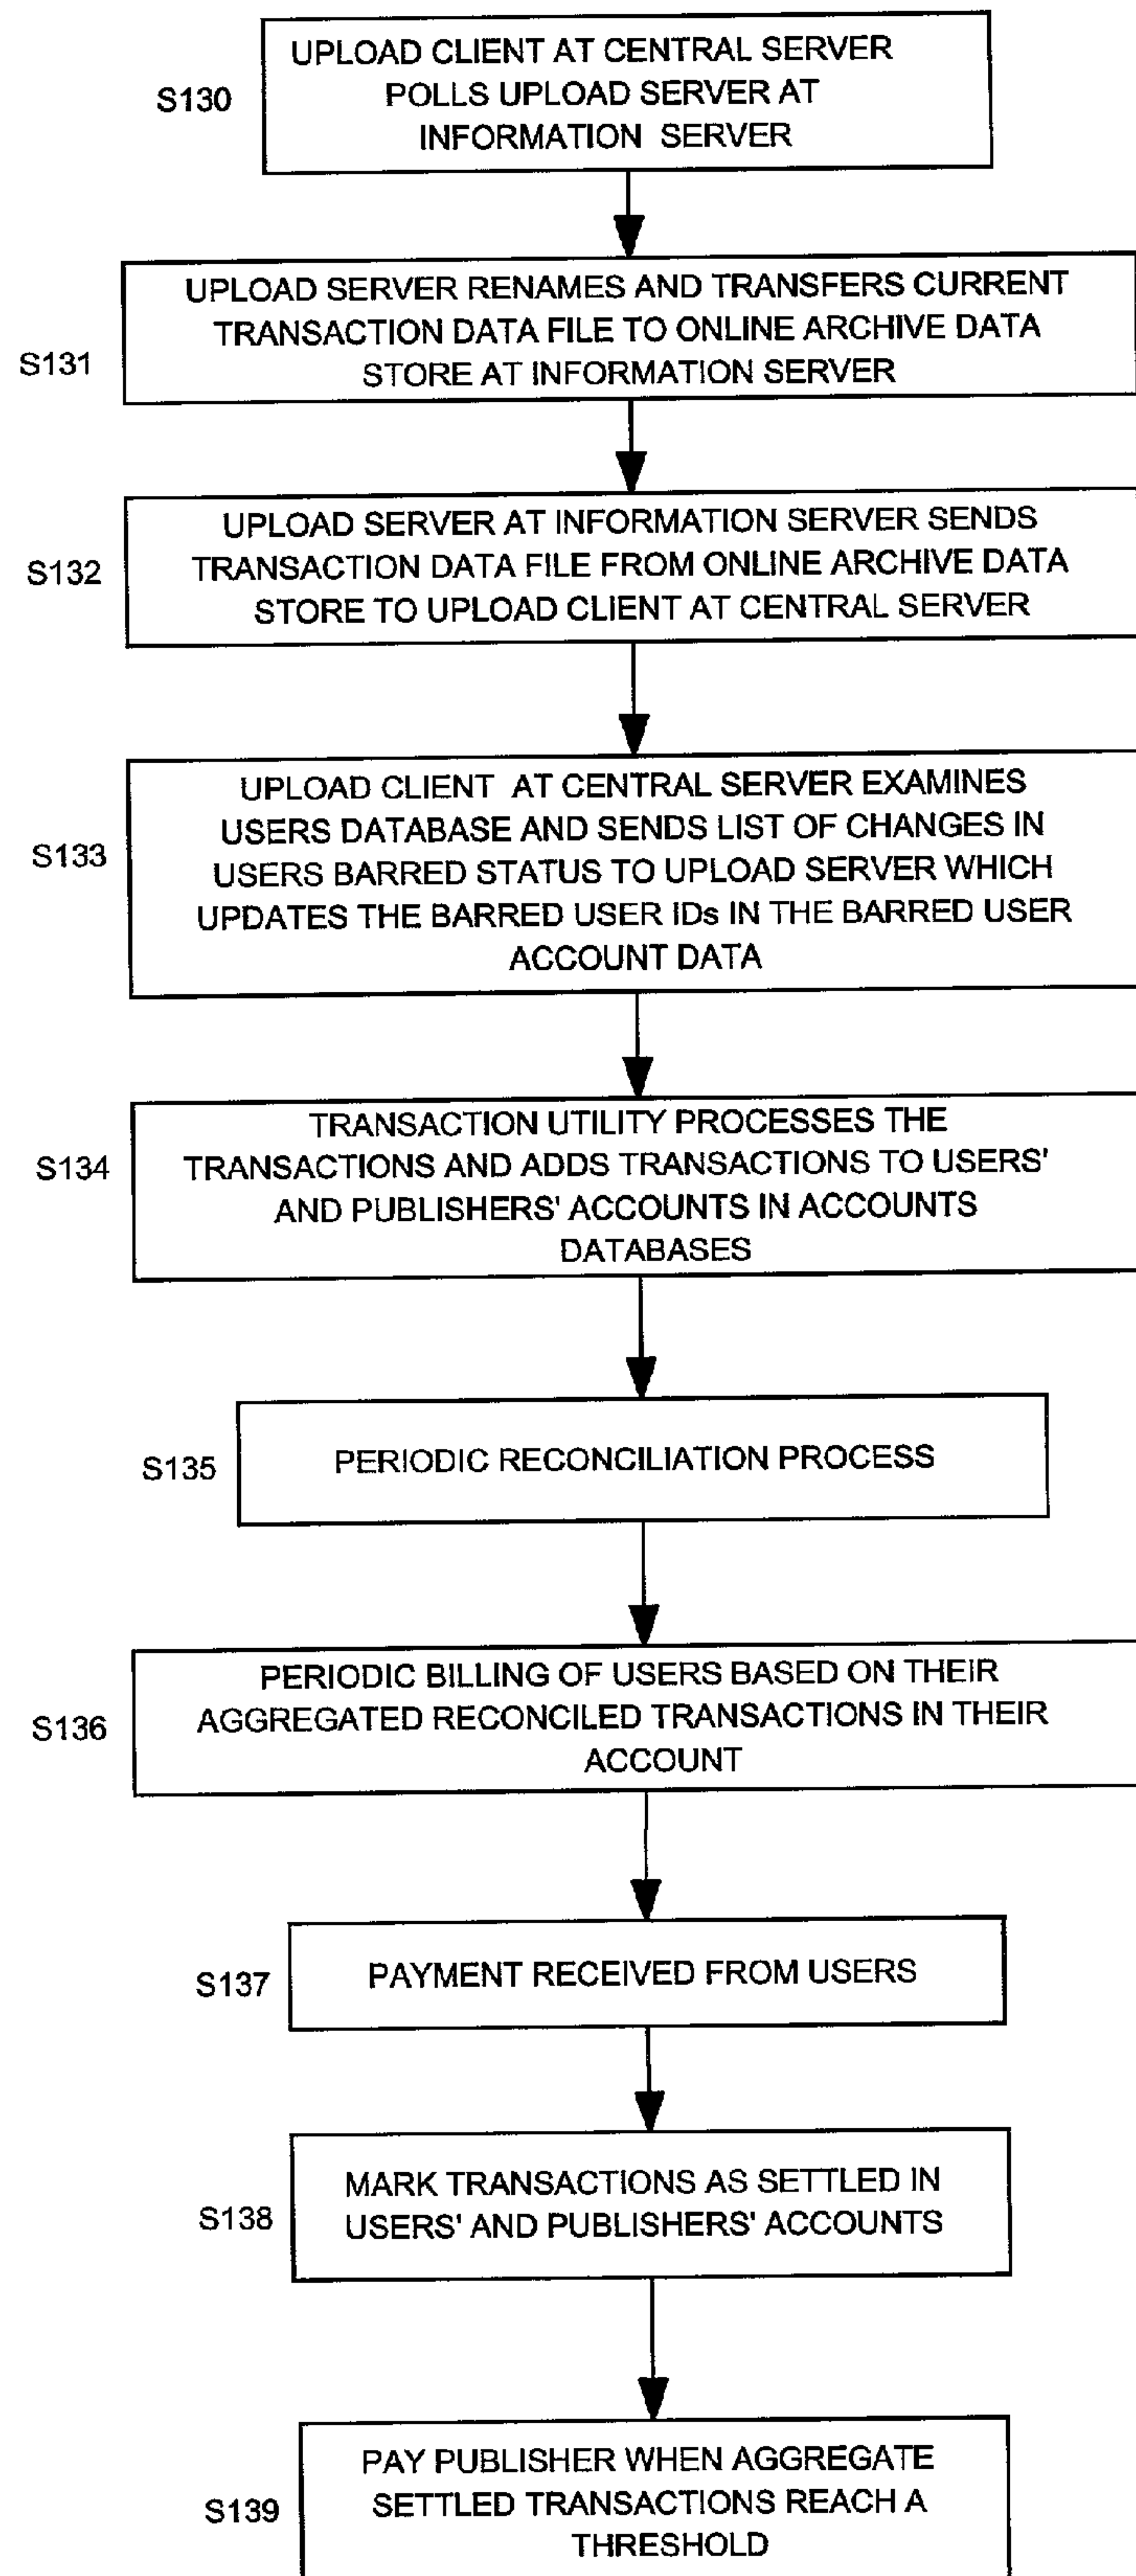 UPLOAD CLIENT AT CENTRAL SERVER
POLLS UPLOAD SERVER AT
INFORMATION SERVER
S130
UPLOAD SERVER RENAMES AND TRANSFERS CURRENT
TRANSACTION DATA FILE TO ONLINE ARCHIVE DATA
STORE AT INFORMATION SERVER
S131
UPLOAD SERVER AT INFORMATION SERVER SENDS
TRANSACTION DATA FILE FROM ONLINE ARCHIVE DATA
STORE TO UPLOAD CLIENT AT CENTRAL SERVER
S132
UPLOAD CLIENT AT CENTRAL SERVER EXAMINES
USERS DATABASE AND SENDS LIST OF CHANGES IN
USERS BARRED STATUS TO UPLOAD SERVER WHICH
UPDATES THE BARRED USER IDs IN THE BARRED USER
ACCOUNT DATA
S133
TRANSACTION UTILITY PROCESSES THE
TRANSACTIONS AND ADDS TRANSACTIONS TO USERS'
AND PUBLISHERS' ACCOUNTS IN ACCOUNTS
DATABASES
S134
PERIODIC RECONCILIATION PROCESS
S135
PERIODIC BILLING OF USERS BASED ON THEIR
AGGREGATED RECONCILED TRANSACTIONS IN THEIR
ACCOUNT
S136
PAYMENT RECEIVED FROM USERS
S137
MARK TRANSACTIONS AS SETTLED IN
USERS' AND PUBLISHERS' ACCOUNTS
S138
PAY PUBLISHER WHEN AGGREGATE
SETTLED TRANSACTIONS REACH A
THRESHOLD
S139